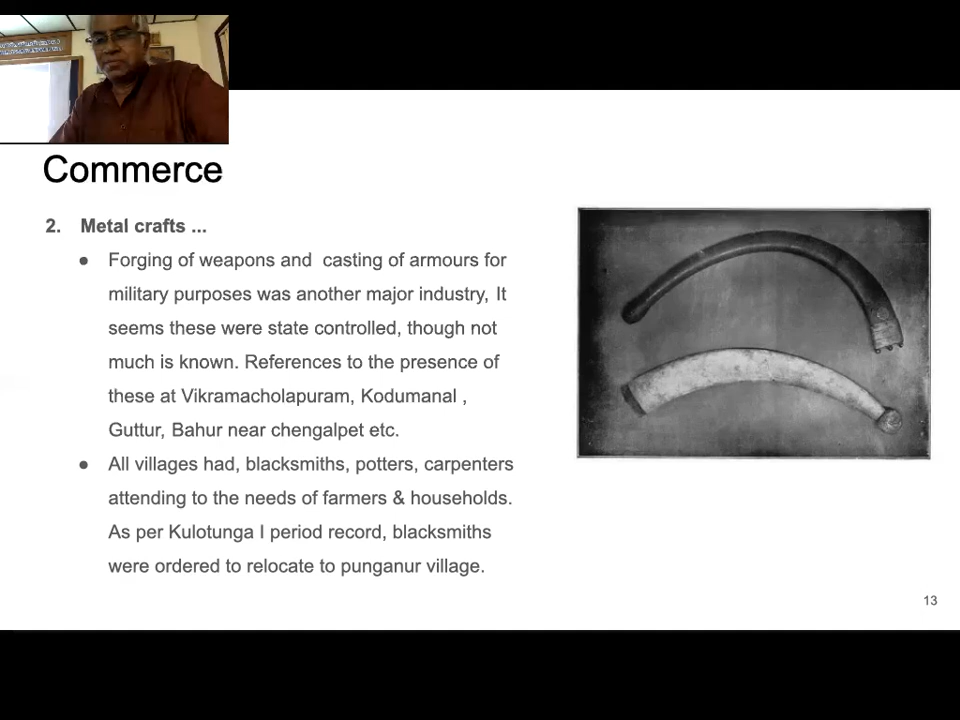 Commerce
2. Metal crafts ...
● Forging of weapons and casting of armours for
military purposes was another major industry, It
seems these were state controlled, though not
much is known. References to the presence of
these at Vikramacholapuram, Kodumanal ,
Guttur, Bahur near chengalpet etc.
● All villages had, blacksmiths, potters, carpenters
attending to the needs of farmers & households.
As per Kulotunga I period record, blacksmiths
were ordered to relocate to punganur village.
13